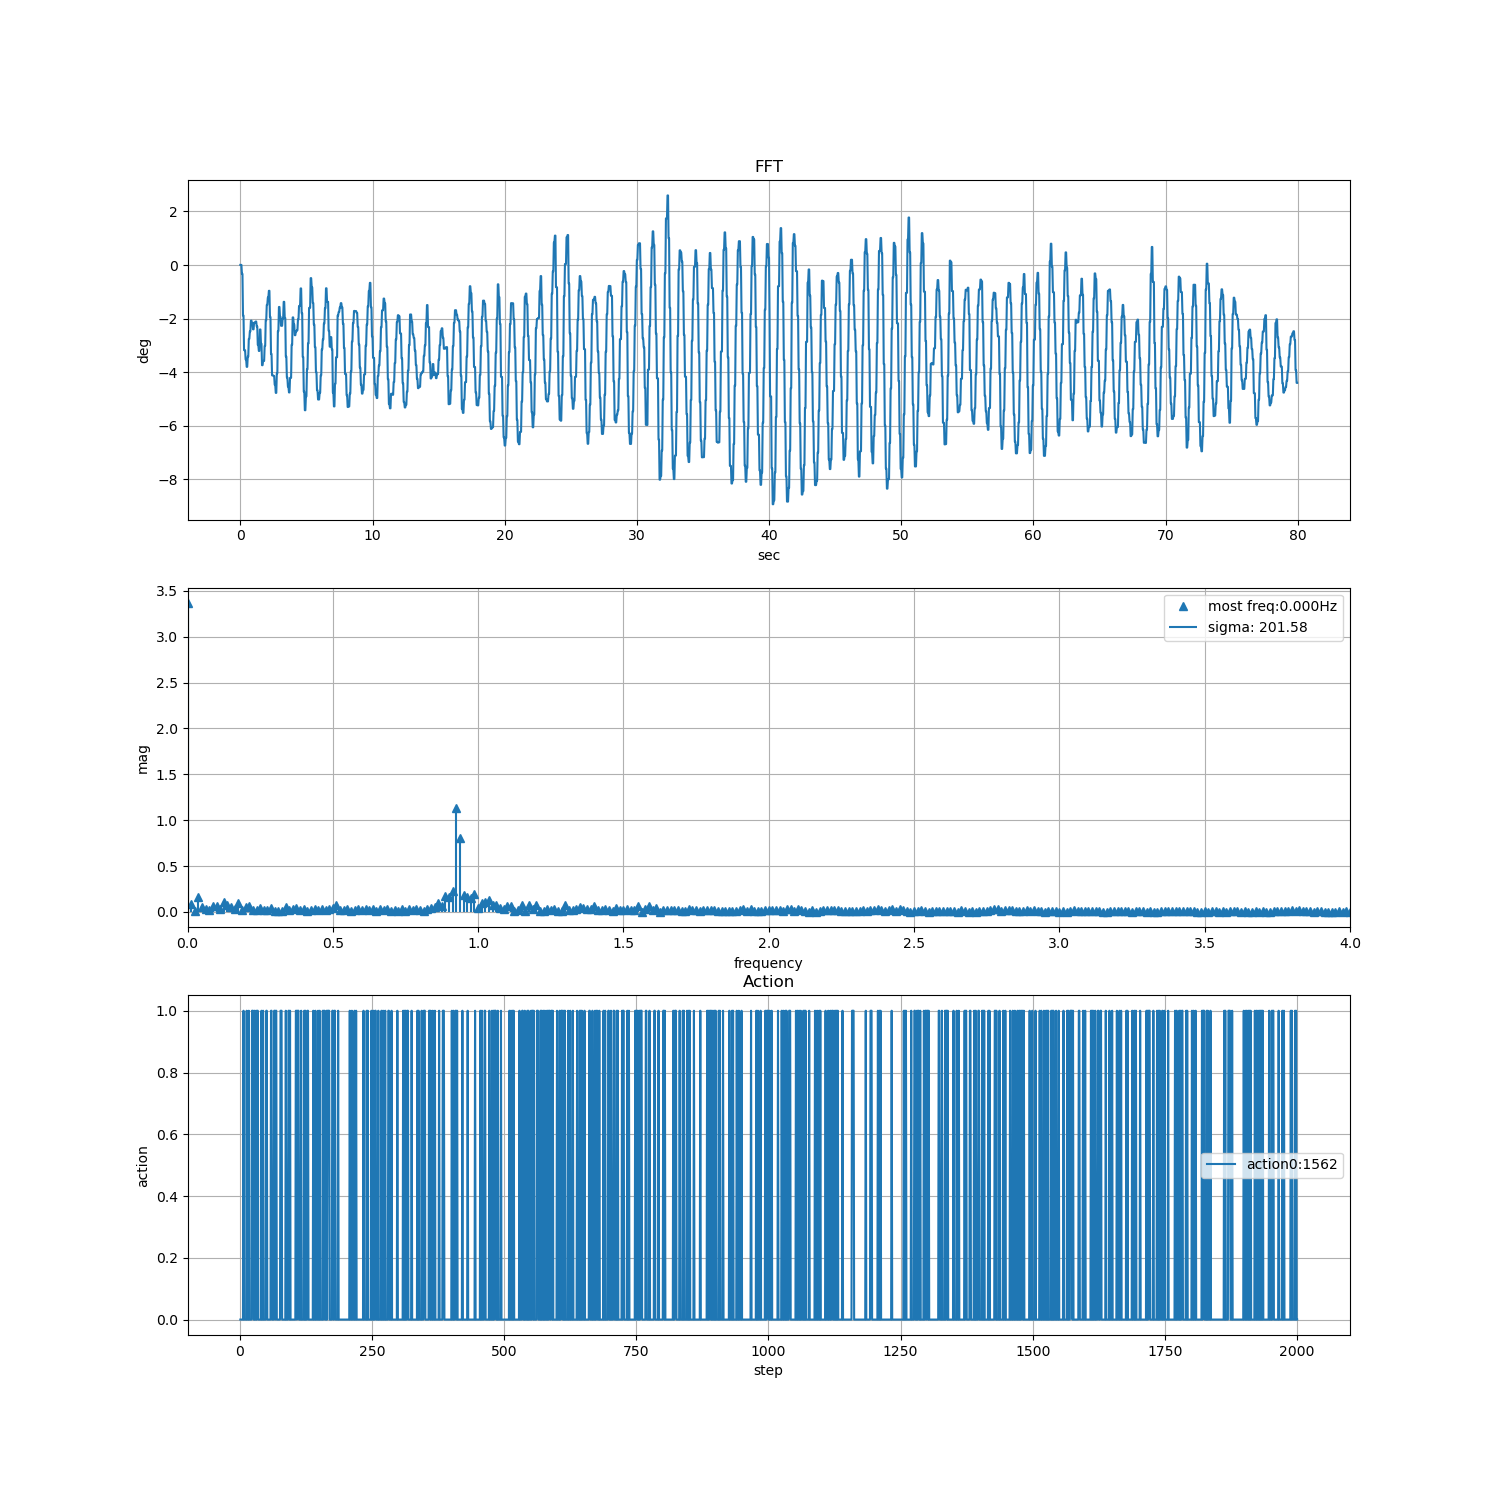 FFT
2
0
−2
−4
−6
−8
deg
0 10 20 30 40 50 60 70 80
sec
3.5
3.0
2.5
2.0
1.5
1.0
0.5
0.0
mag
most freq:0.000Hz
sigma: 201.58
0.0 0.5 1.0 1.5 2.0 2.5 3.0 3.5 4.0
frequency
Action
1.0
0.8
0.6
0.4
0.2
0.0
action
action0:1562
0 250 500 750 1000 1250 1500 1750 2000
step